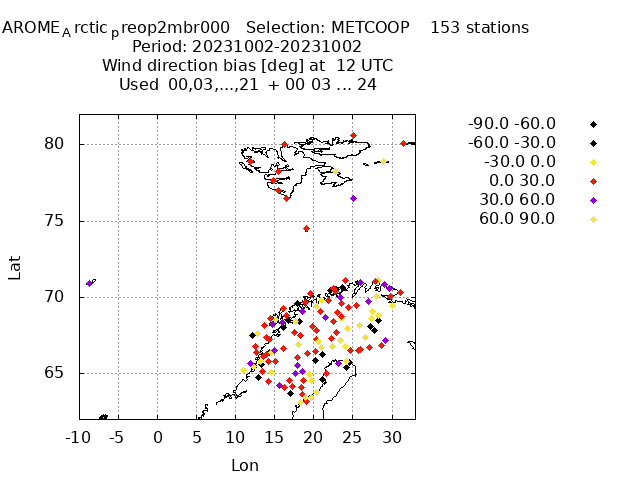 AROME_Arctic_preop2mbr000 Selection: METCOOP 153 stations
Period: 20231002-20231002
Wind direction bias [deg] at 12 UTC
Used 00,03,...,21 + 00 03 ... 24
-90.0 -60.0
-60.0 -30.0
-30.0 0.0
0.0 30.0
30.0 60.0
60.0 90.0
80
75
70
65
Lat
-10 -5 0 5 10 15 20 25 30
Lon